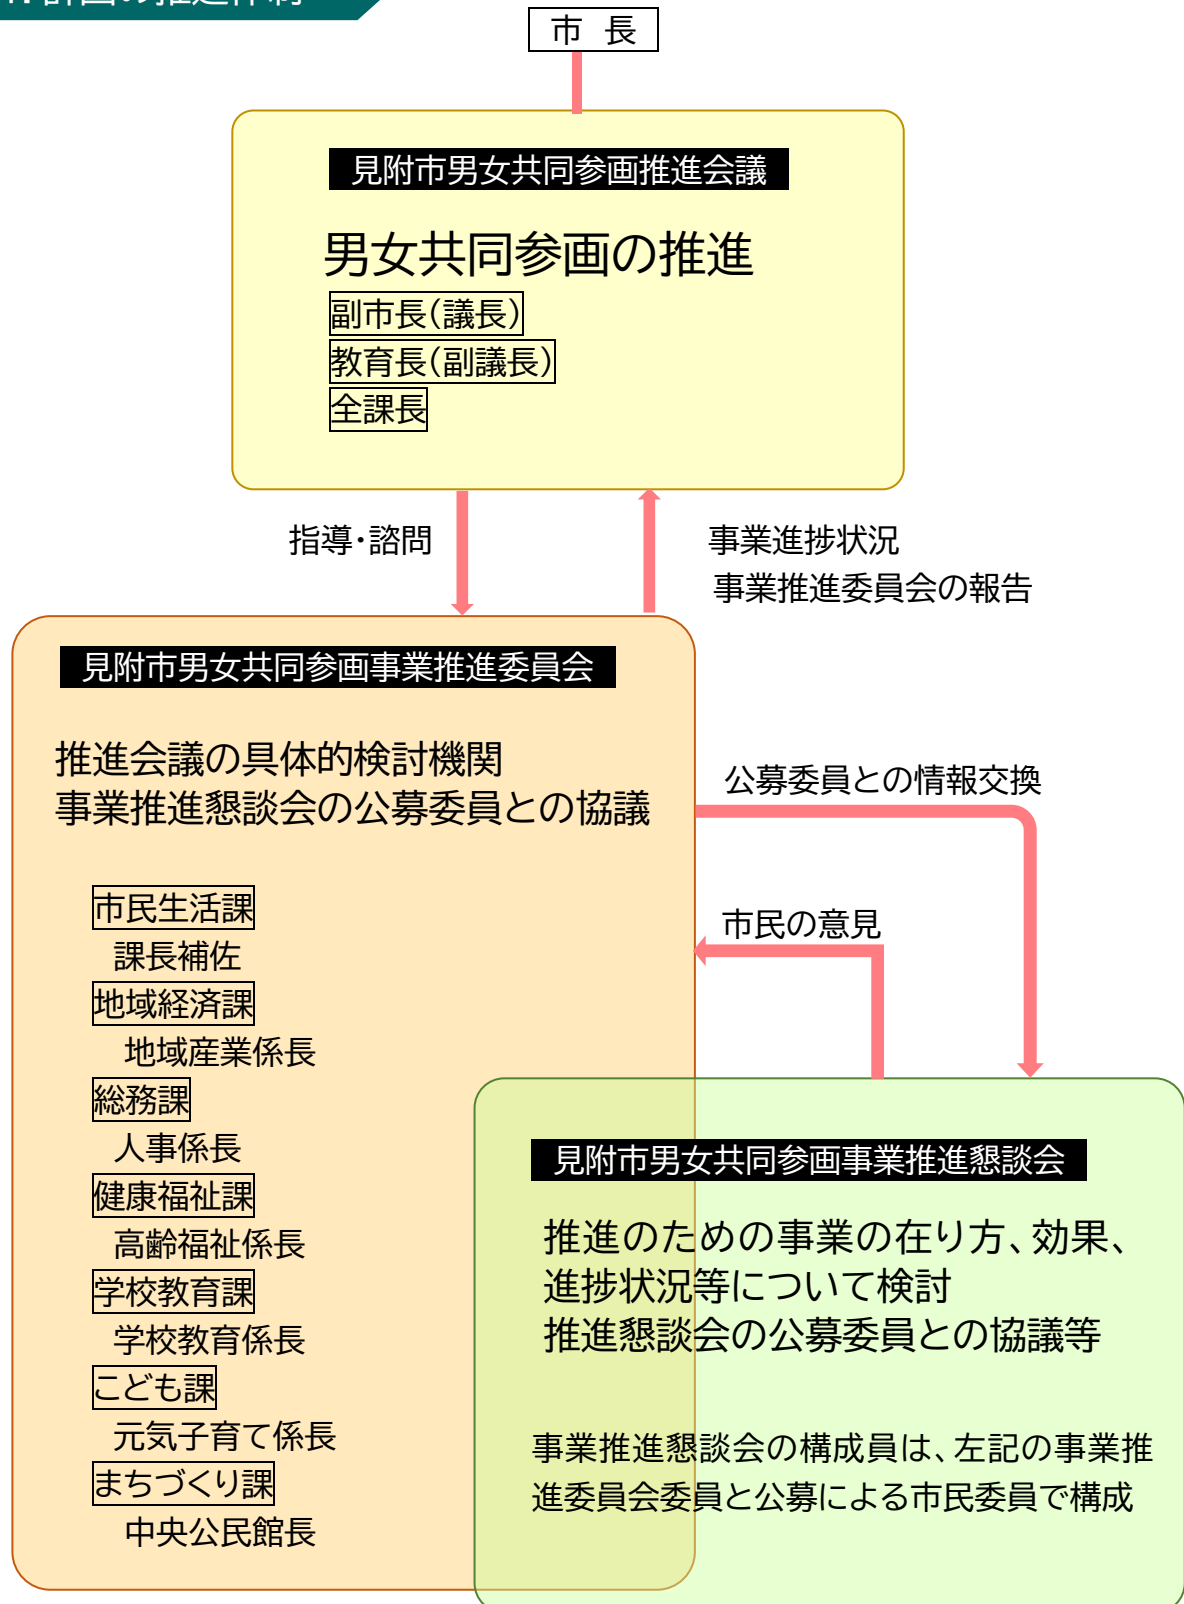 計画の推進体制
市 長
見附市男女共同参画推進会議
男女共同参画の推進
副市長（議長）
教育長（副議長）
全課長
指導・諮問
事業進捗状況
事業推進委員会の報告
見附市男女共同参画事業推進委員会
推進会議の具体的検討機関
事業推進懇談会の公募委員との協議
公募委員との情報交換
市民の意見
市民生活課
課長補佐
地域経済課
地域産業係長
総務課
人事係長
健康福祉課
高齢福祉係長
学校教育課
学校教育係長
こども課
元気子育て係長
まちづくり課
中央公民館長
見附市男女共同参画事業推進懇談会
推進のための事業の在り方、効果、
進捗状況等について検討
推進懇談会の公募委員との協議等
事業推進懇談会の構成員は、左記の事業推
進委員会委員と公募による市民委員で構成